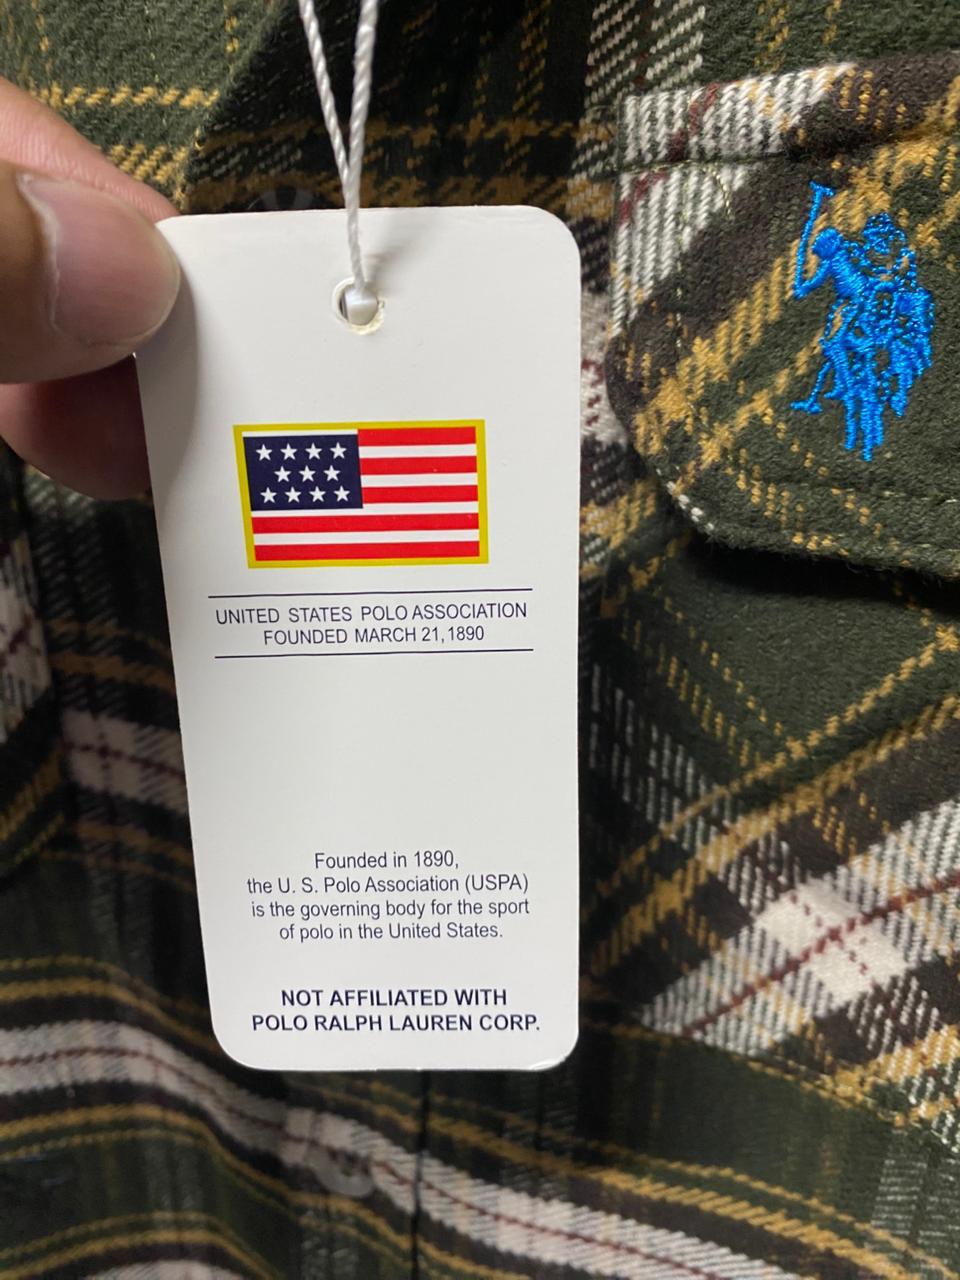 UNITED STATES POLO ASSOCIATION
FOUNDED MARCH 21, 1890
Founded in 1890,
the U. S. Polo Association (USPA)
is the governing body for the sport
of polo in the United States.
NOT AFFILIATED WITH
POLO RALPH LAUREN CORP.